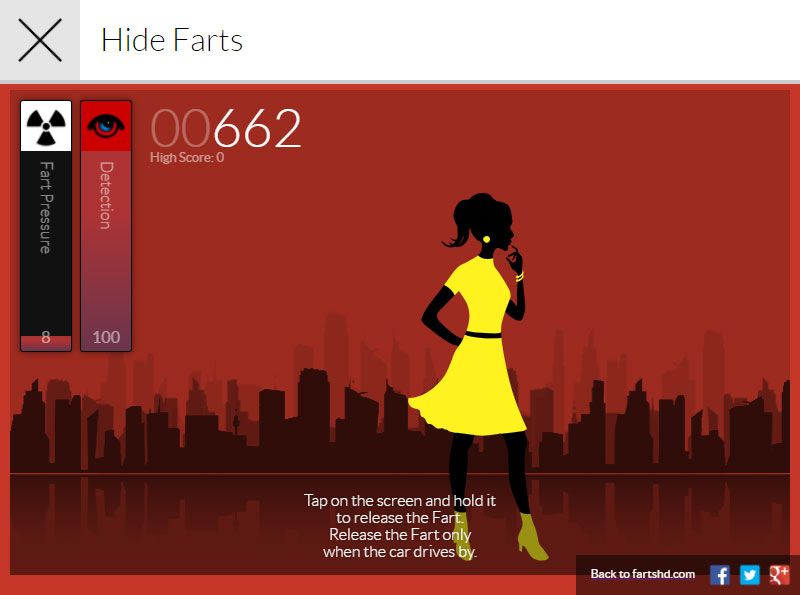 Hide Farts
00662
High Score: 0
Fart Pressure
Detection
8
100
Tap on the screen and hold it
to release the Fart.
Release the Fart only
when the car drives by.
Back to fartshd.com